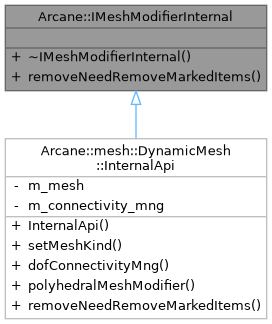 Arcane::IMeshModifierInternal
+ ~IMeshModifierInternal()
+ removeNeedRemoveMarkedItems()
Arcane::mesh::DynamicMesh
::InternalApi
- m_mesh
- m_connectivity_mng
+ InternalApi()
+ setMeshKind()
+ dofConnectivityMng()
+ polyhedralMeshModifier()
+ removeNeedRemoveMarkedItems()